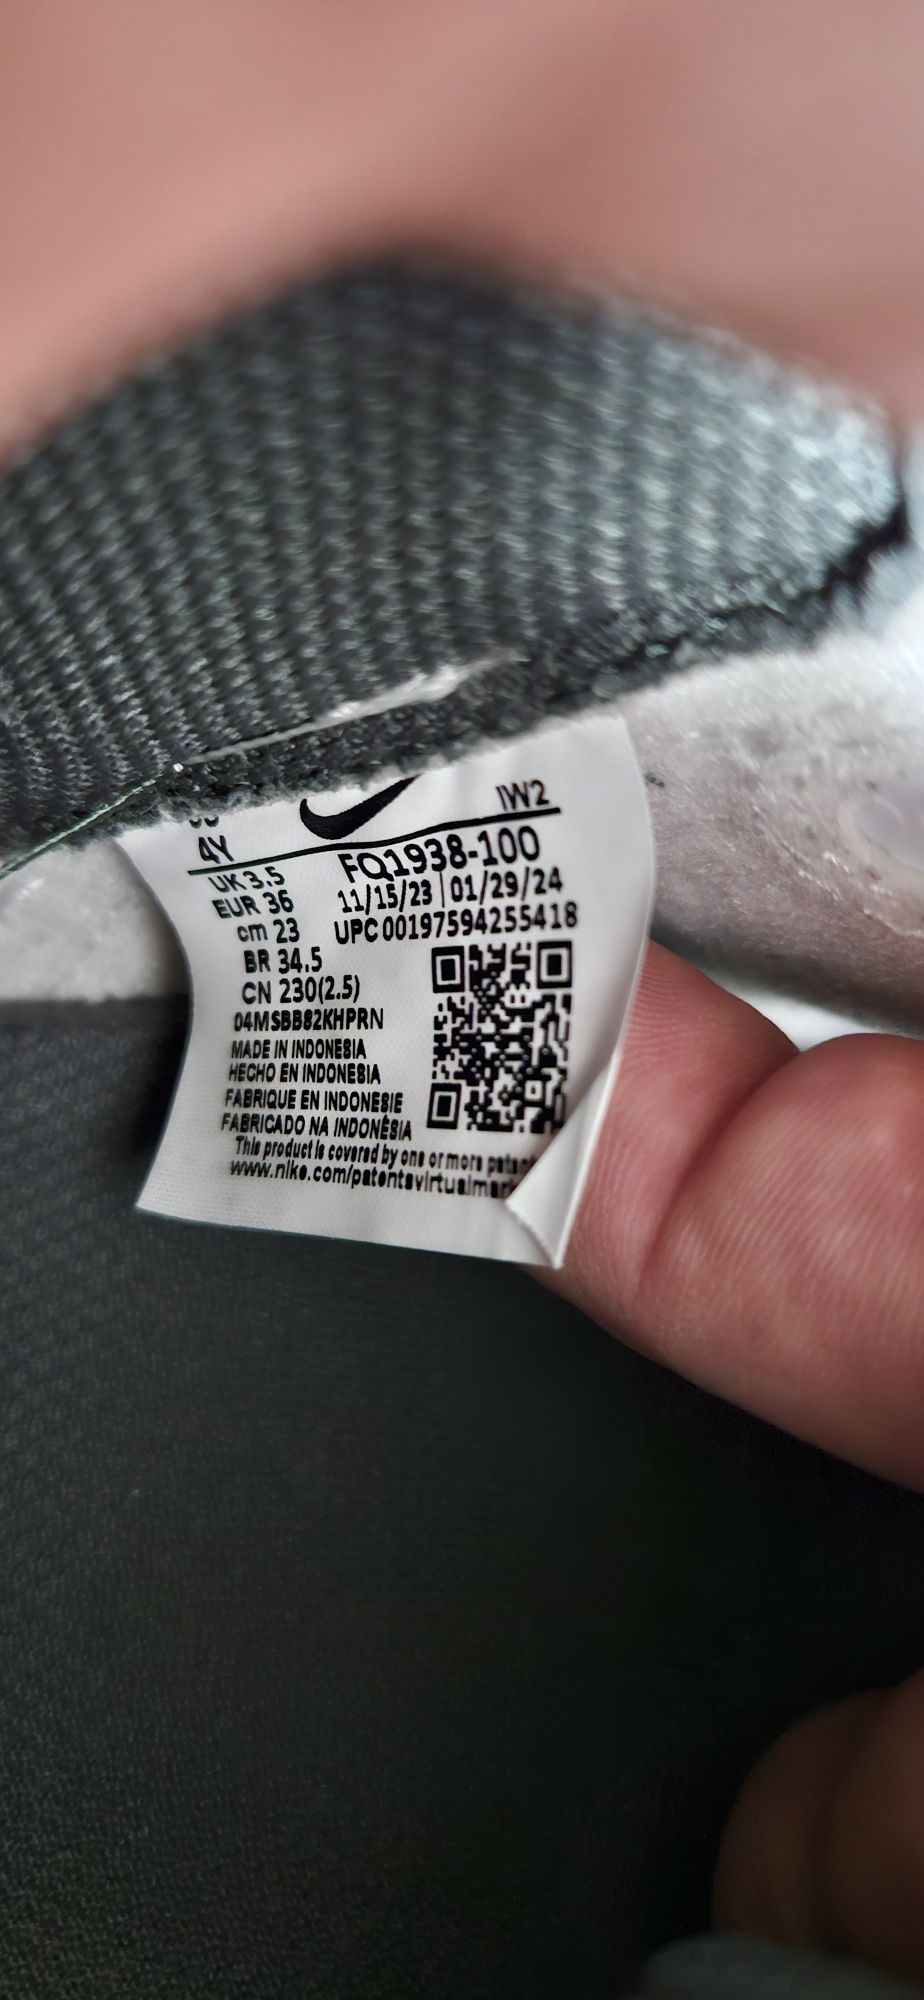 IW2
4Y
FQ1938-100
UK 3.5
11/15/23 | 01/29/24
EUR 36
UPC 00197594255418
cm 23
BR 34.5
CN 230(2.5)
04MSBB82KHPRN
MADE IN INDONESIA
HECHO EN INDONESIA
FABRIQUE EN INDONESIE
FABRICADO NA INDONÉSIA
This product is covered by one or more
www.nike.com/patents